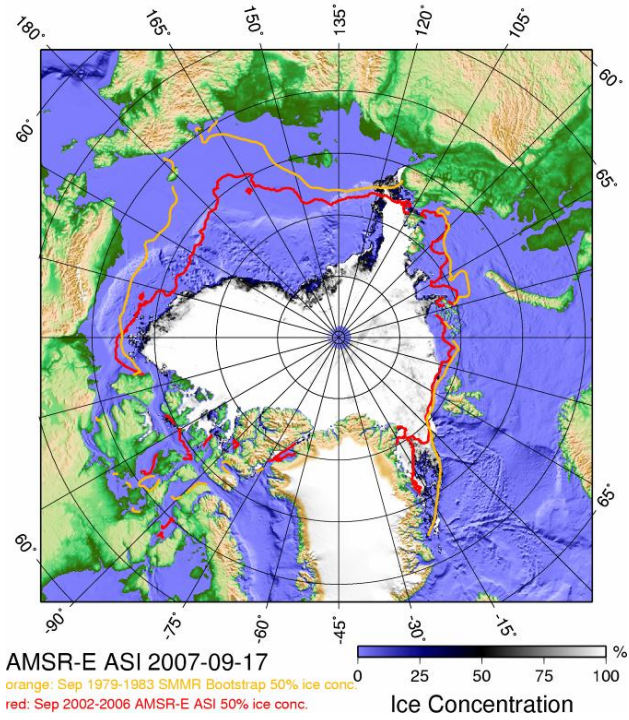 180° 165° 150° 135° 120° 105°
60° 60°
65°
60° 65°
-90° -75° -60° -45° -30° -15°
AMSR-E ASI 2007-09-17
orange: Sep 1979-1983 SMMR Bootstrap 50% ice conc.
red: Sep 2002-2006 AMSR-E ASI 50% ice conc.
%
0 25 50 75 100
Ice Concentration